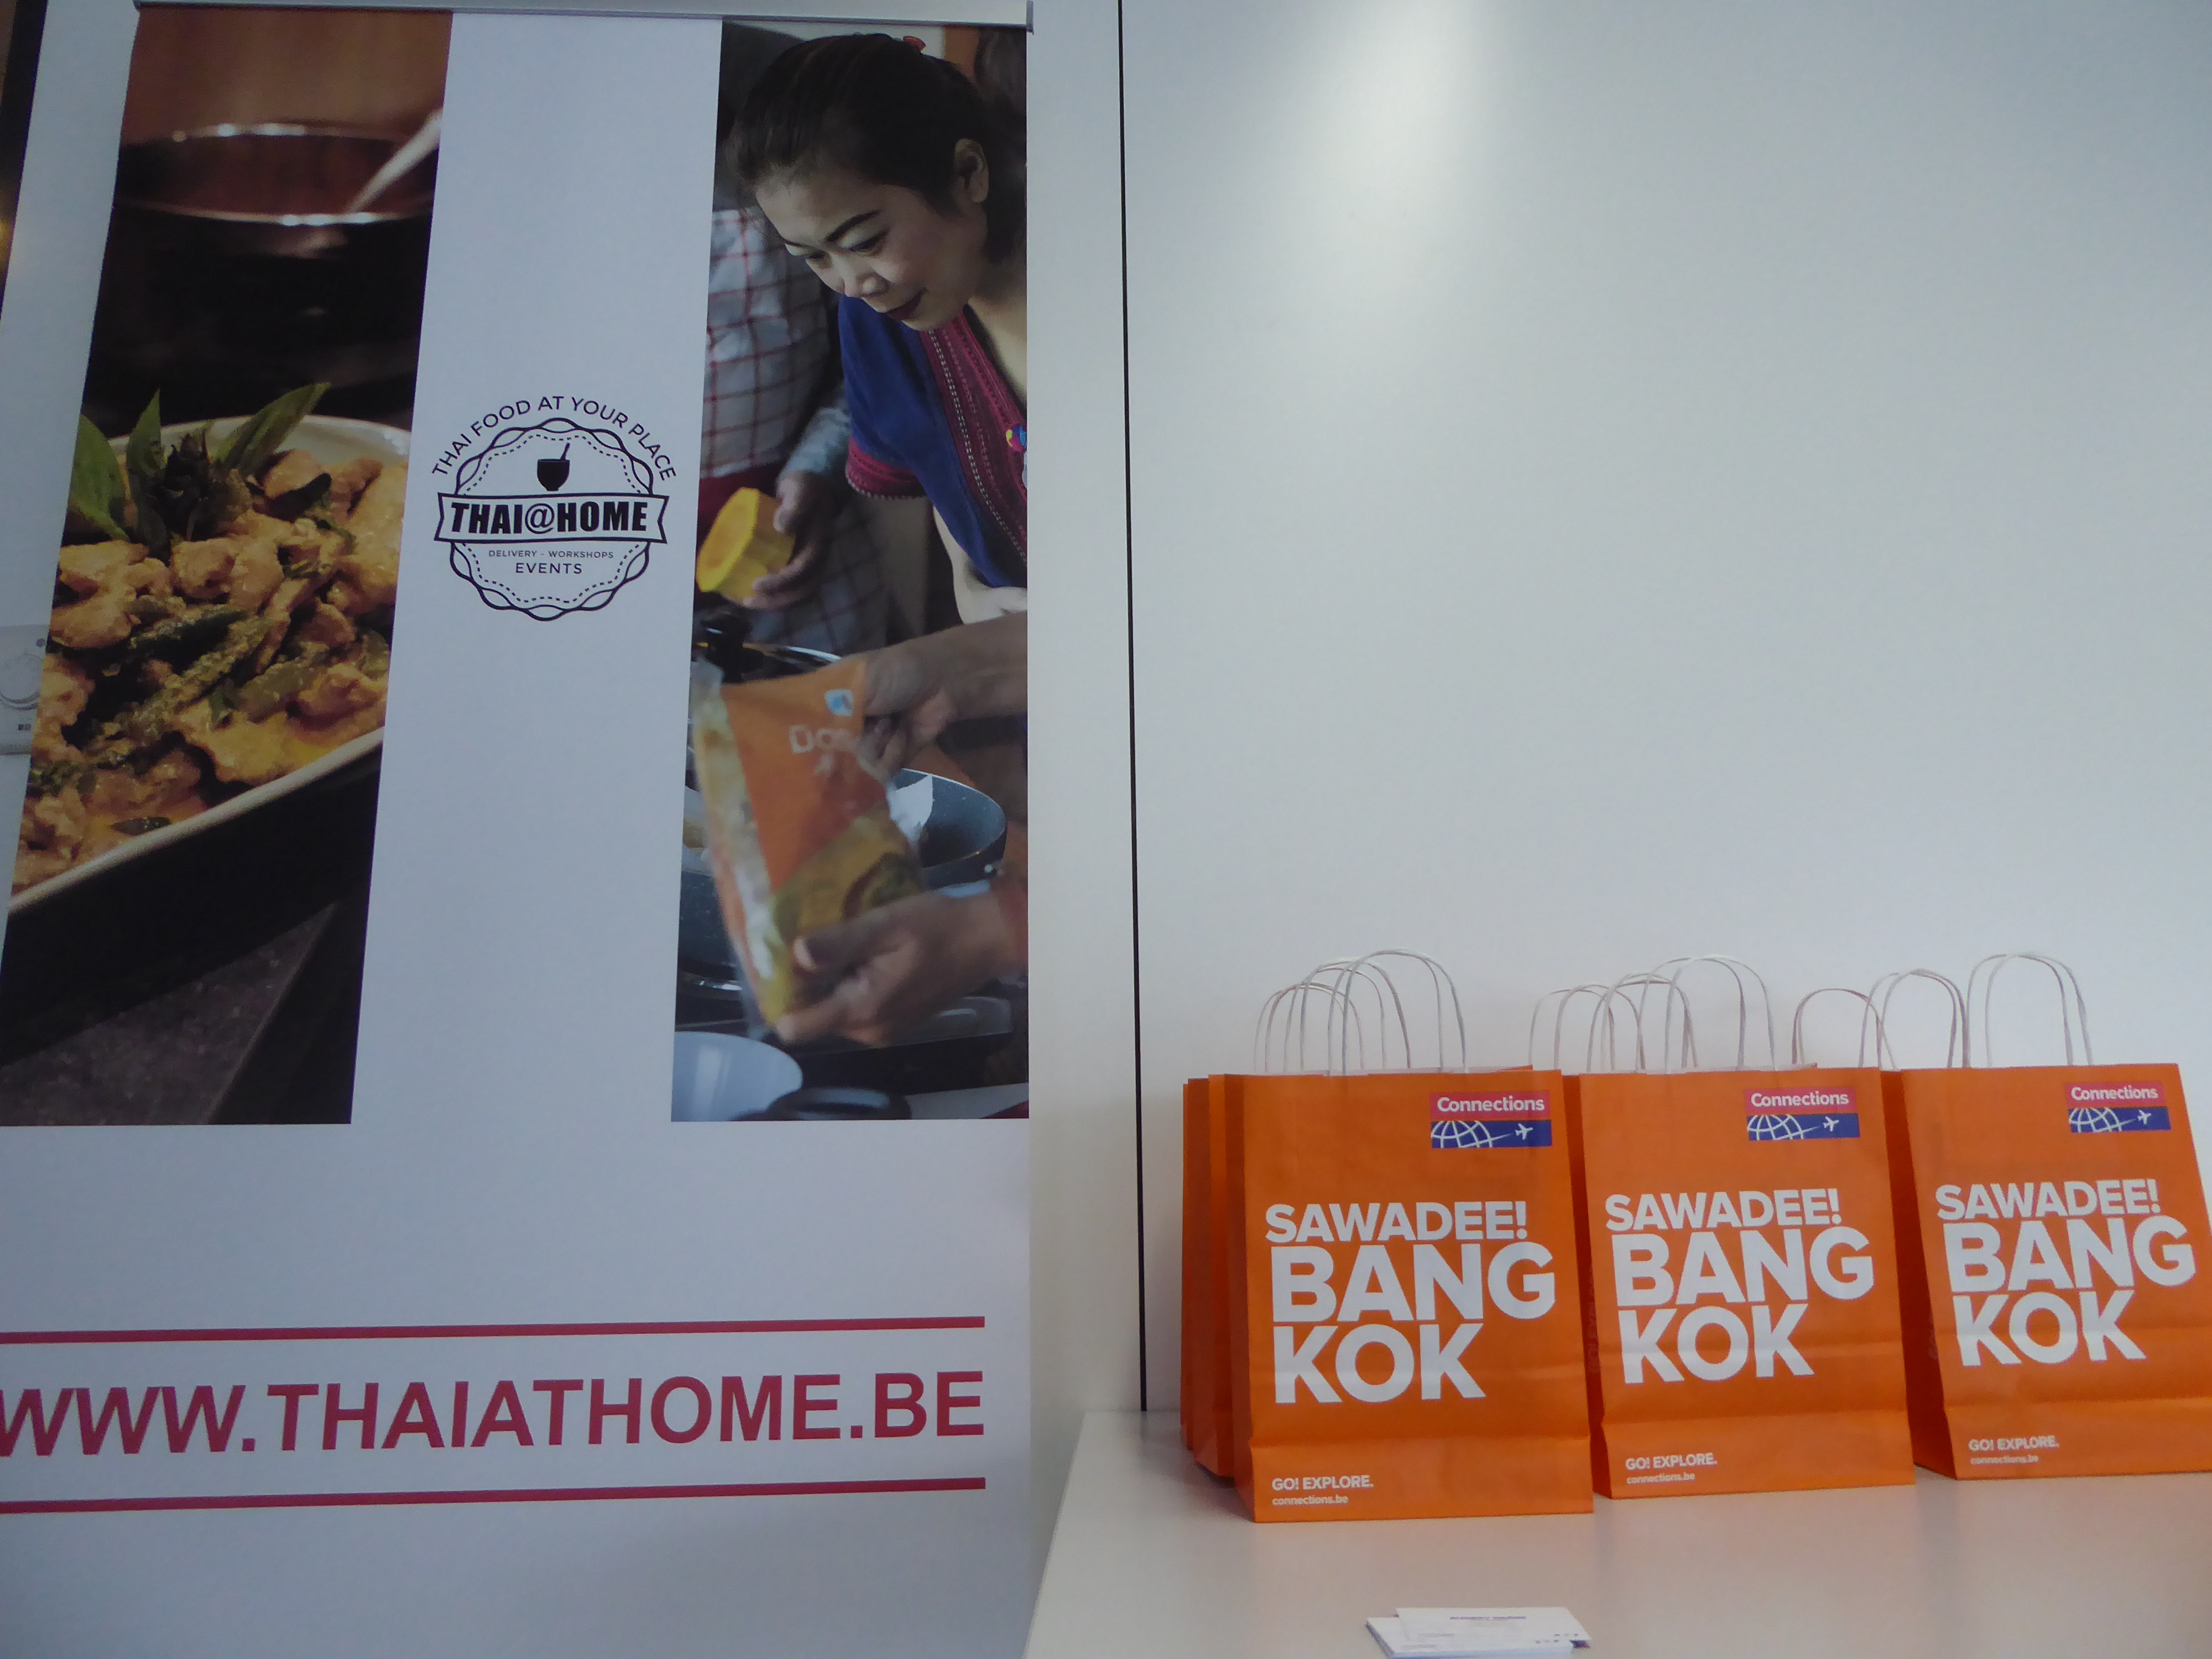 THAI FOOD AT YOUR PLACE
THAI@HOME
DELIVERY - WORKSHOPS
EVENTS
WWW.THAIATHOME.BE
Connections
SAWADEE!
BANG
KOK
GO! EXPLORE.
connections.be
Connections
SAWADEE!
BANG
KOK
GO! EXPLORE.
connections.be
Connections
SAWADEE!
BANG
KOK
GO! EXPLORE.
connections.be